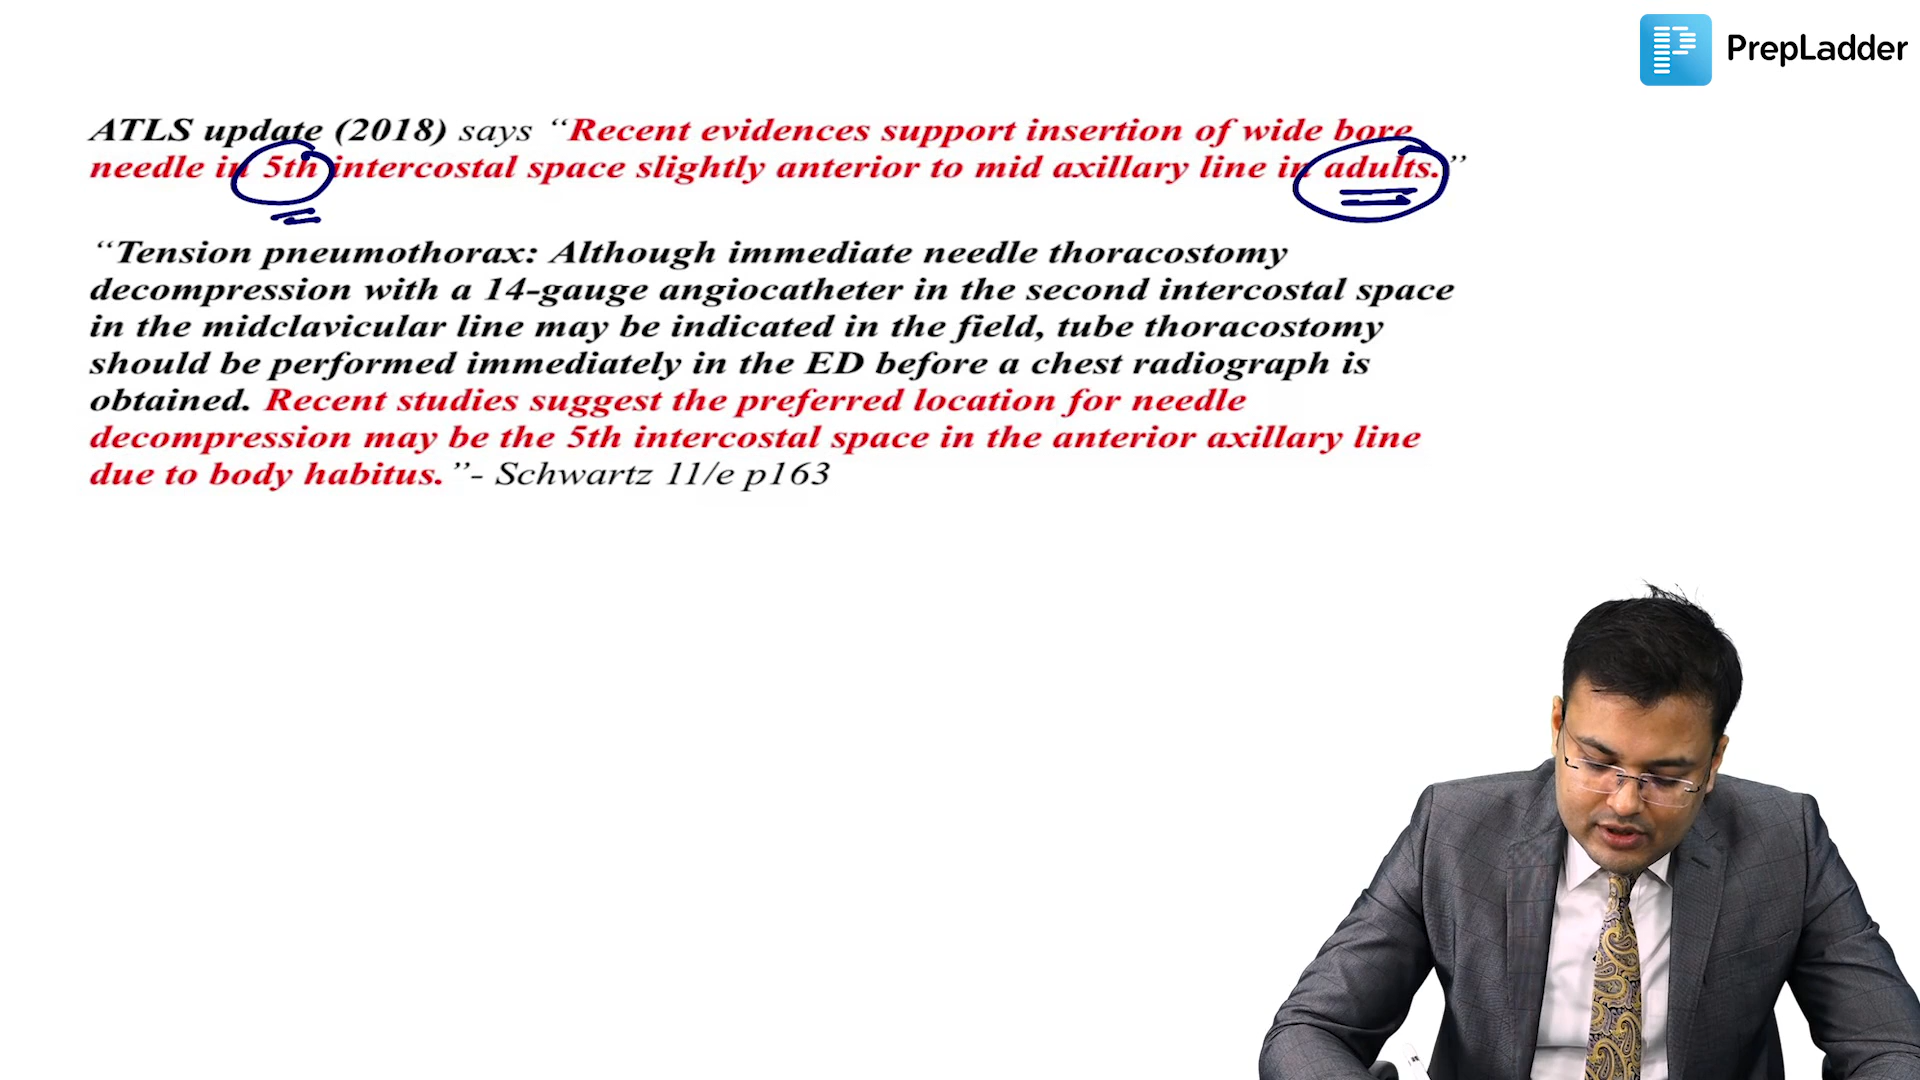 PrepLadder
ATLS update (2018) says “Recent evidences support insertion of wide bore
needle in 5th intercostal space slightly anterior to mid axillary line in adults.”
“Tension pneumothorax: Although immediate needle thoracostomy
decompression with a 14-gauge angiocatheter in the second intercostal space
in the midclavicular line may be indicated in the field, tube thoracostomy
should be performed immediately in the ED before a chest radiograph is
obtained. Recent studies suggest the preferred location for needle
decompression may be the 5th intercostal space in the anterior axillary line
due to body habitus.”- Schwartz 11/e p163